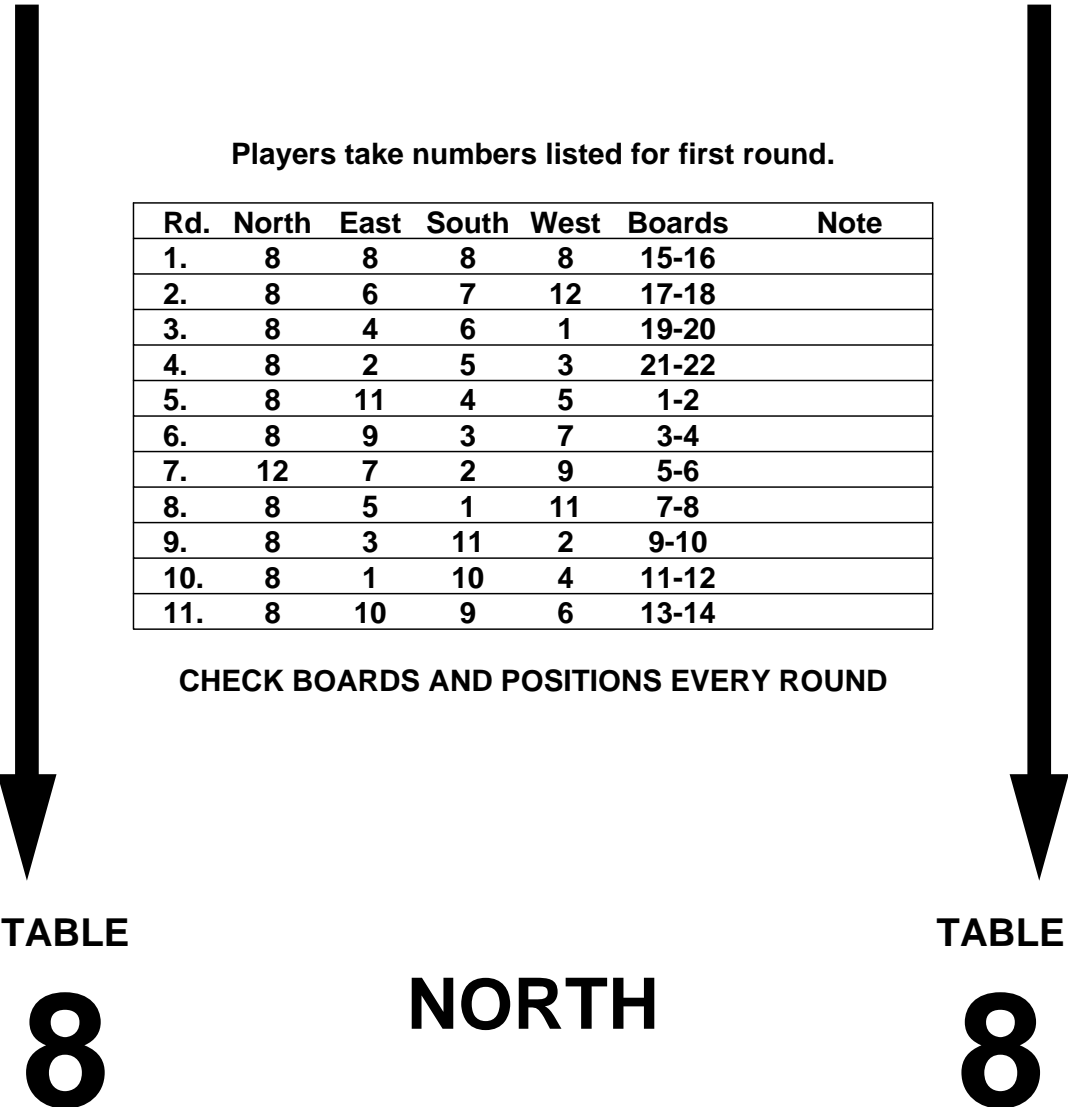 Players take numbers listed for first round.
Rd. North East South West Boards Note
1. 8 8 8 8 15-16
2. 8 6 7 12 17-18
3. 8 4 6 1 19-20
4. 8 2 5 3 21-22
5. 8 11 4 5 1-2
6. 8 9 3 7 3-4
7. 12 7 2 9 5-6
8. 8 5 1 11 7-8
9. 8 3 11 2 9-10
10. 8 1 10 4 11-12
11. 8 10 9 6 13-14
CHECK BOARDS AND POSITIONS EVERY ROUND
TABLE TABLE
8 NORTH 8